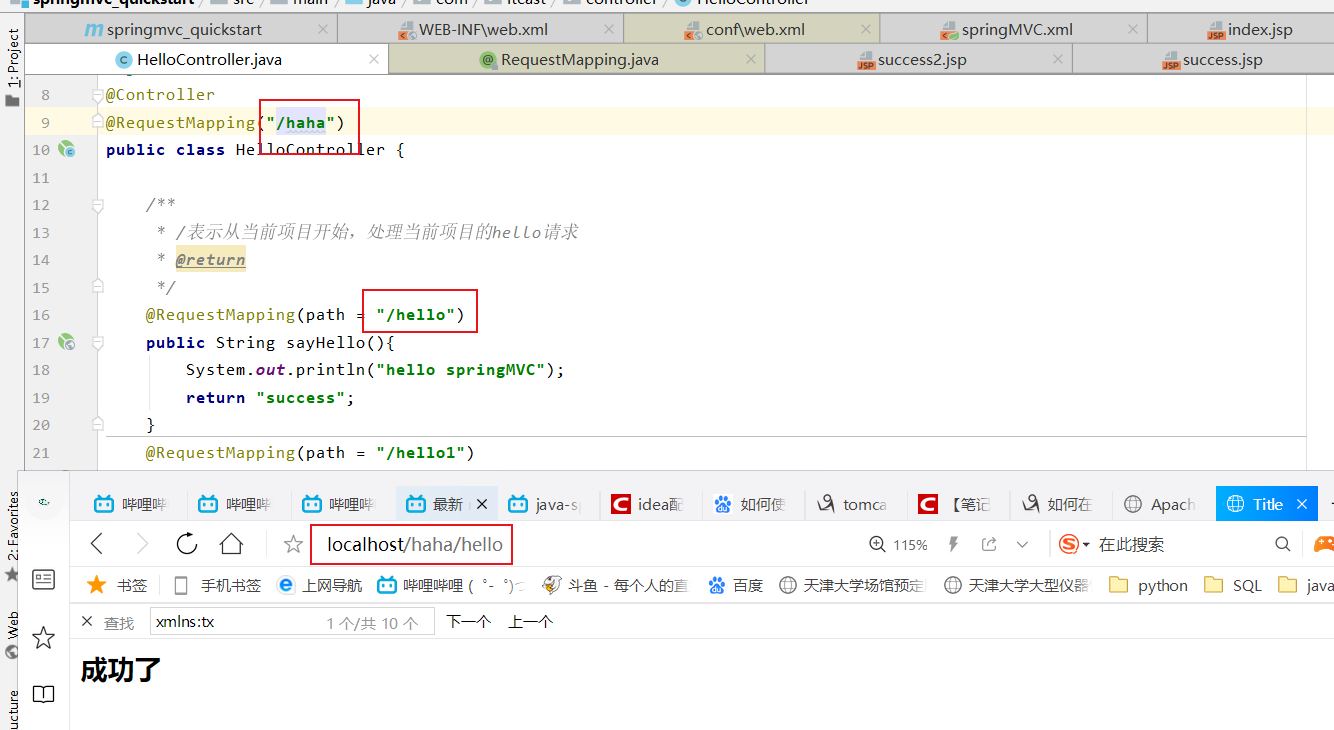 springmvc_quickstart src main java com itcast controller HelloController
springmvc_quickstart WEB-INF\web.xml conf\web.xml springMVC.xml index.jsp
HelloController.java RequestMapping.java success2.jsp success.jsp
1: Project
8 @Controller
9 @RequestMapping("/haha")
10 public class HelloController {
11
12 /**
13 * /表示从当前项目开始，处理当前项目的hello请求
14 * @return
15 */
16 @RequestMapping(path = "/hello")
17 public String sayHello(){
18 System.out.println("hello springMVC");
19 return "success";
20 }
21 @RequestMapping(path = "/hello1")
2: Favorites
Web
ucture
哔哩哔 哔哩哔 哔哩哔 最新 java-s idea配 如何使 tomca 【笔记 如何在 Apach Title
localhost/haha/hello 115% 在此搜索
书签 手机书签 上网导航 哔哩哔哩 ( ゜- ゜)つ 斗鱼 - 每个人的直 百度 天津大学场馆预定 天津大学大型仪器 python SQL java
查找 xmlns:tx 1 个/共 10 个 下一个 上一个
成功了